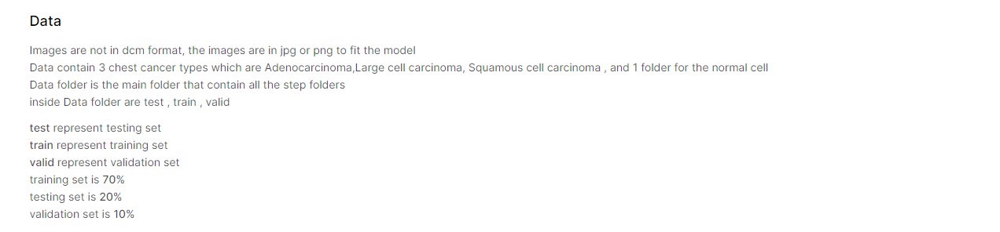 Data
Images are not in dcm format, the images are in jpg or png to fit the model
Data contain 3 chest cancer types which are Adenocarcinoma,Large cell carcinoma, Squamous cell carcinoma , and 1 folder for the normal cell
Data folder is the main folder that contain all the step folders
inside Data folder are test , train , valid
test represent testing set
train represent training set
valid represent validation set
training set is 70%
testing set is 20%
validation set is 10%